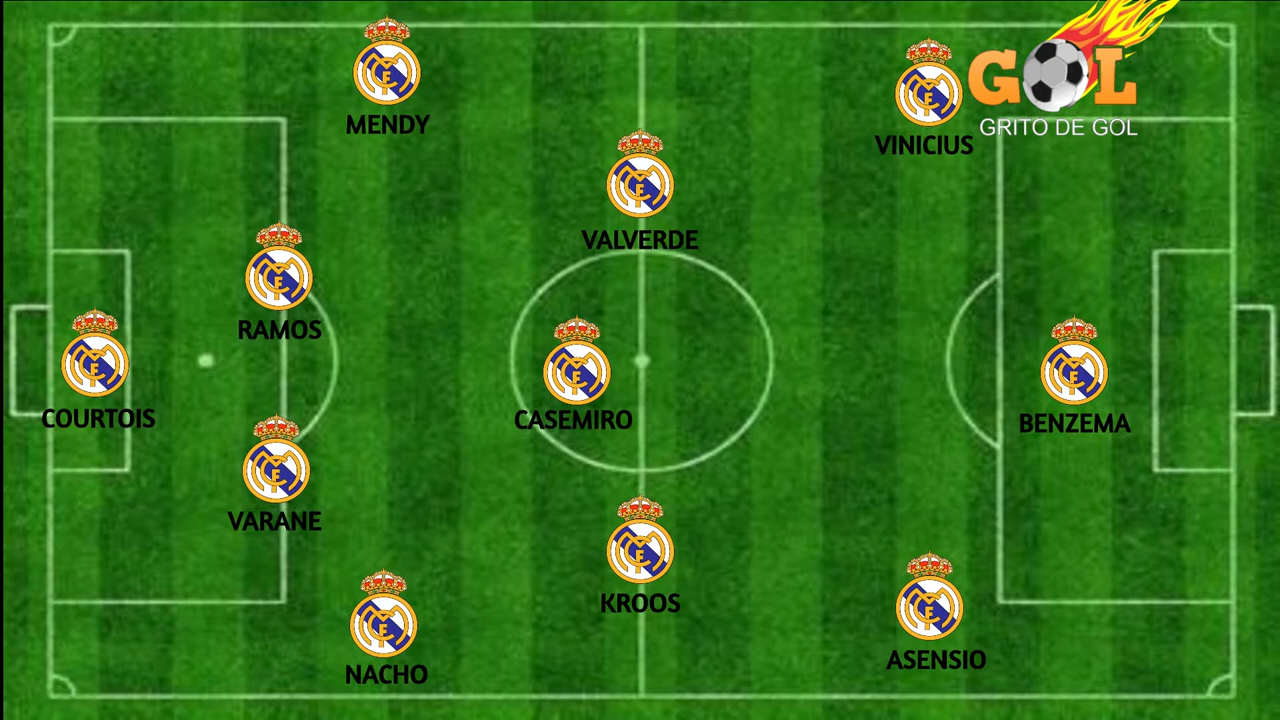 MENDY
VINICIUS
GOL
GRITO DE GOL
VALVERDE
RAMOS
COURTOIS
CASEMIRO
BENZEMA
VARANE
KROOS
NACHO
ASENSIO